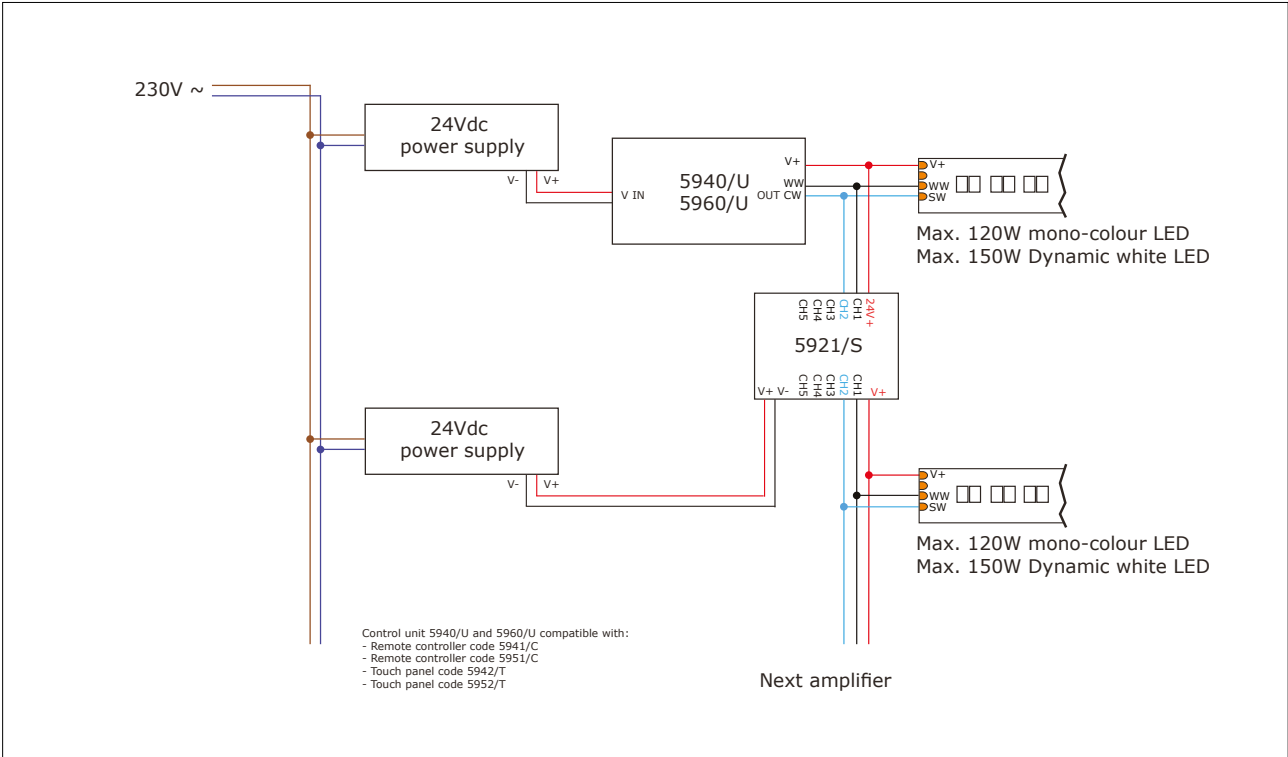 230V ~
24Vdc
power supply
V- V+
V IN
5940/U
5960/U
V+
WW
OUT CW
V+
WW
SW
Max. 120W mono-colour LED
Max. 150W Dynamic white LED
CH5
CH4
CH3
CH2
CH1
24V+
5921/S
V+ V-
CH5
CH4
CH3
CH2
CH1
V+
24Vdc
power supply
V- V+
V+
WW
SW
Max. 120W mono-colour LED
Max. 150W Dynamic white LED
Control unit 5940/U and 5960/U compatible with:
- Remote controller code 5941/C
- Remote controller code 5951/C
- Touch panel code 5942/T
- Touch panel code 5952/T
Next amplifier